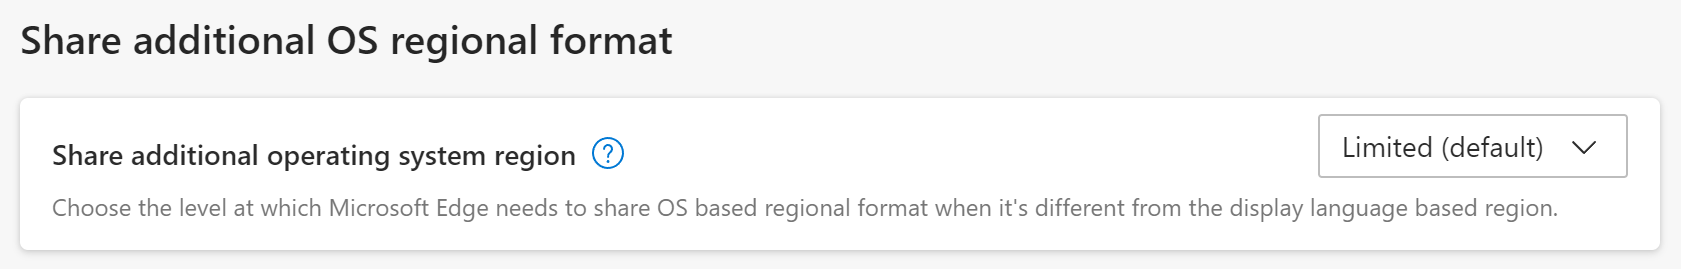 Share additional OS regional format
Share additional operating system region ?
Limited (default)
Choose the level at which Microsoft Edge needs to share OS based regional format when it's different from the display language based region.